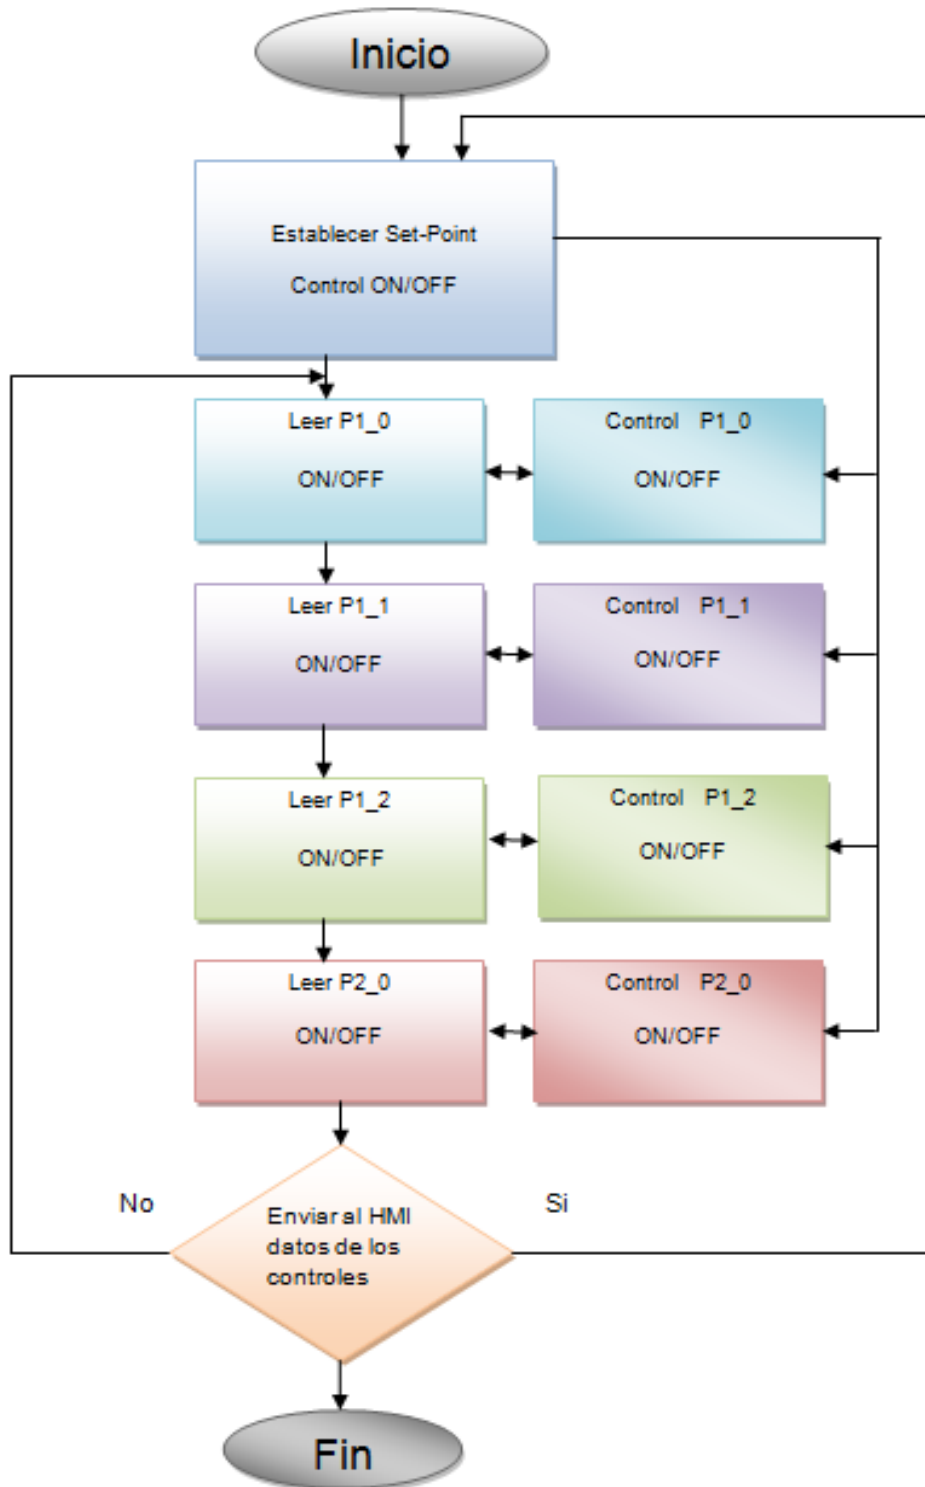 Inicio
Establecer Set-Point
Control ON/OFF
Leer P1_0
ON/OFF
Control P1_0
ON/OFF
Leer P1_1
ON/OFF
Control P1_1
ON/OFF
Leer P1_2
ON/OFF
Control P1_2
ON/OFF
Leer P2_0
ON/OFF
Control P2_0
ON/OFF
No
Si
Enviar al HMI
datos de los
controles
Fin